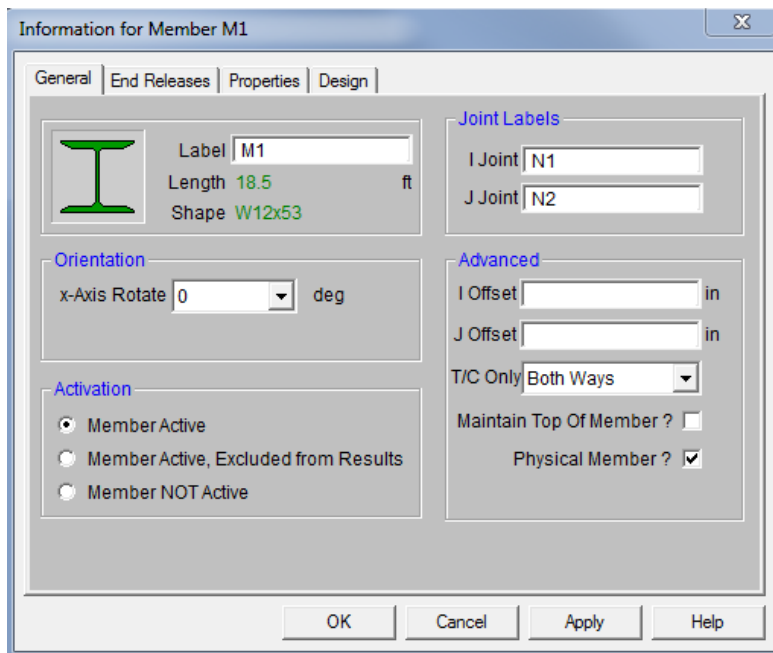 Information for Member M1
General
End Releases
Properties
Design
Label M1
Length 18.5 ft
Shape W12x53
Joint Labels
I Joint N1
J Joint N2
Orientation
x-Axis Rotate 0 deg
Advanced
I Offset in
J Offset in
T/C Only Both Ways
Maintain Top Of Member ?
Physical Member ?
Activation
Member Active
Member Active, Excluded from Results
Member NOT Active
OK
Cancel
Apply
Help